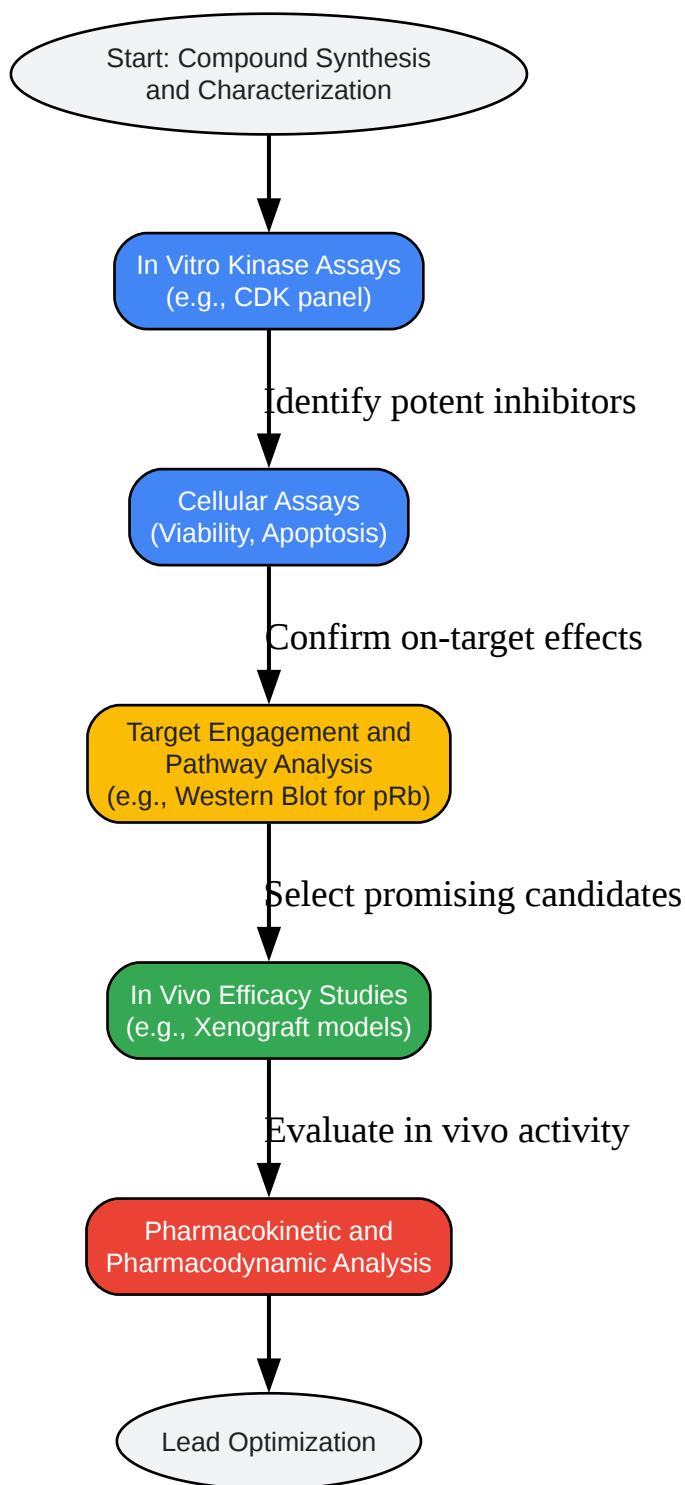 Start: Compound Synthesis
and Characterization
In Vitro Kinase Assays
(e.g., CDK panel)
Identify potent inhibitors
Cellular Assays
(Viability, Apoptosis)
Confirm on-target effects
Target Engagement and
Pathway Analysis
(e.g., Western Blot for pRb)
Select promising candidates
In Vivo Efficacy Studies
(e.g., Xenograft models)
Evaluate in vivo activity
Pharmacokinetic and
Pharmacodynamic Analysis
Lead Optimization